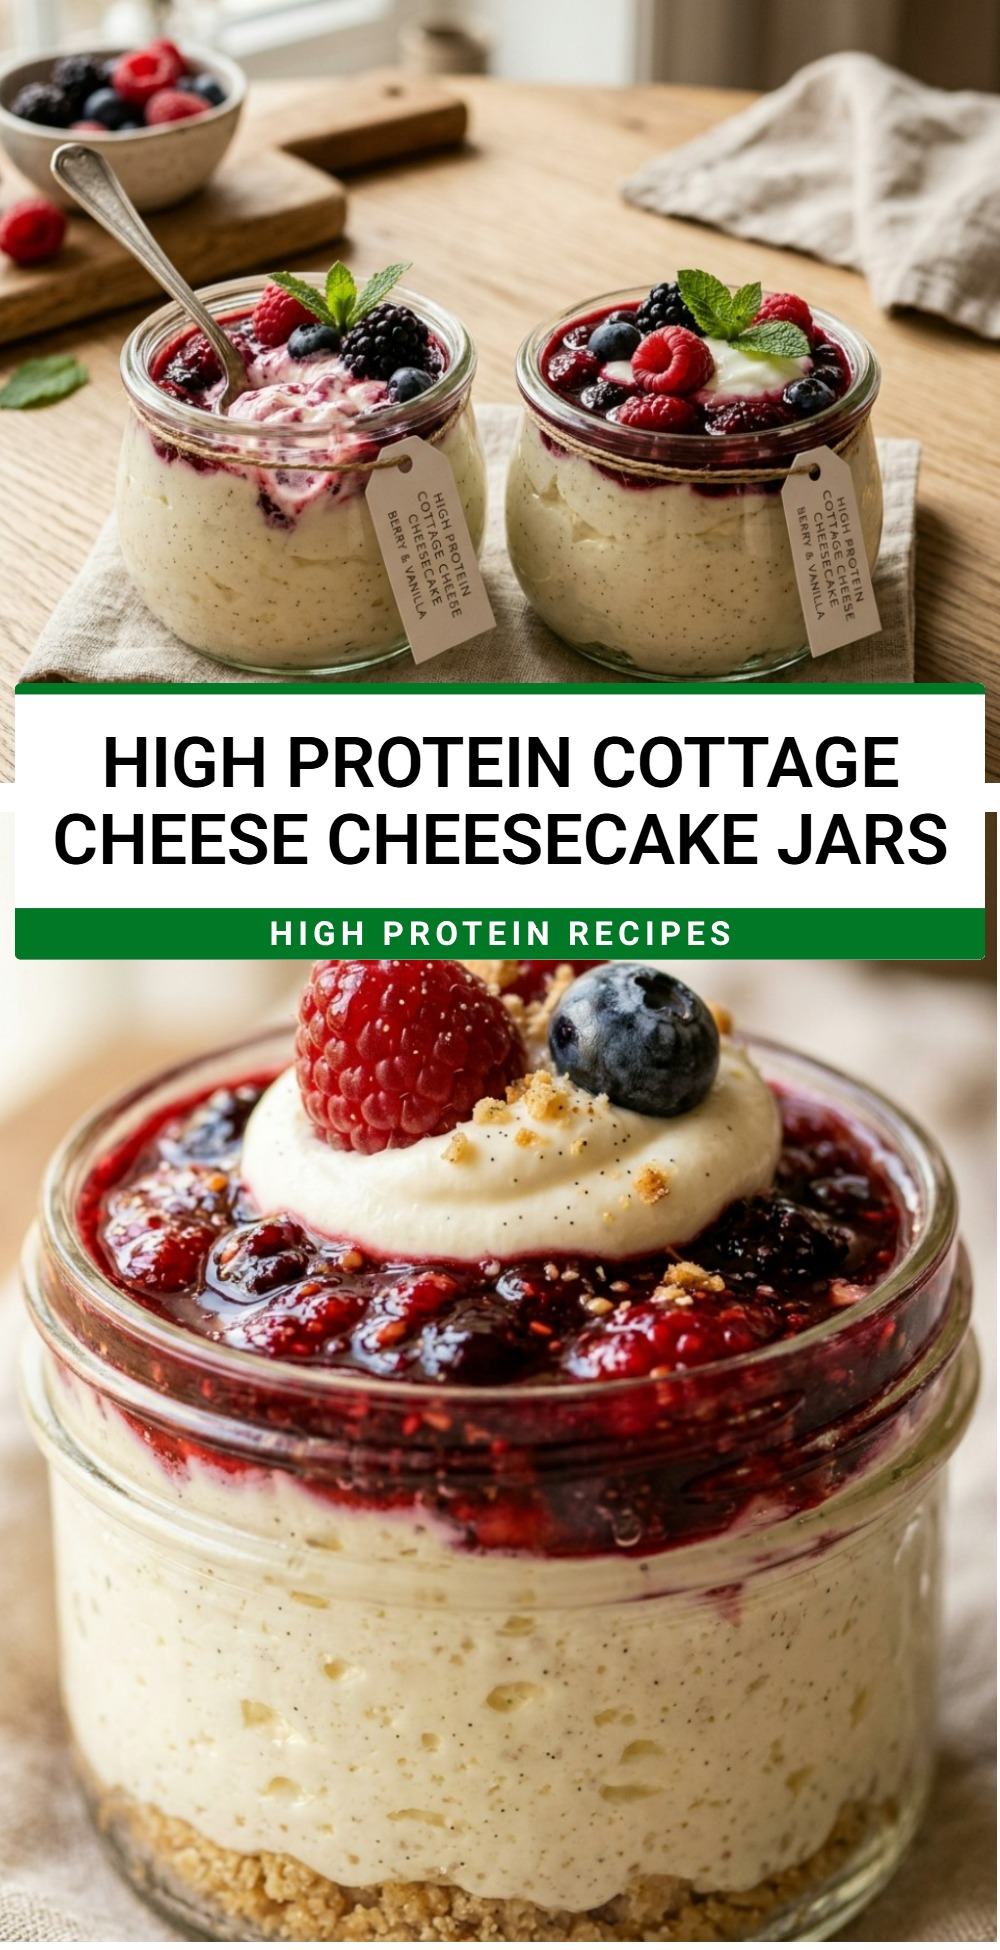 HIGH PROTEIN
COTTAGE CHEESE
CHEESECAKE
BERRY & VANILLA
HIGH PROTEIN
COTTAGE CHEESE
CHEESECAKE
BERRY & VANILLA
HIGH PROTEIN COTTAGE
CHEESE CHEESECAKE JARS
HIGH PROTEIN RECIPES